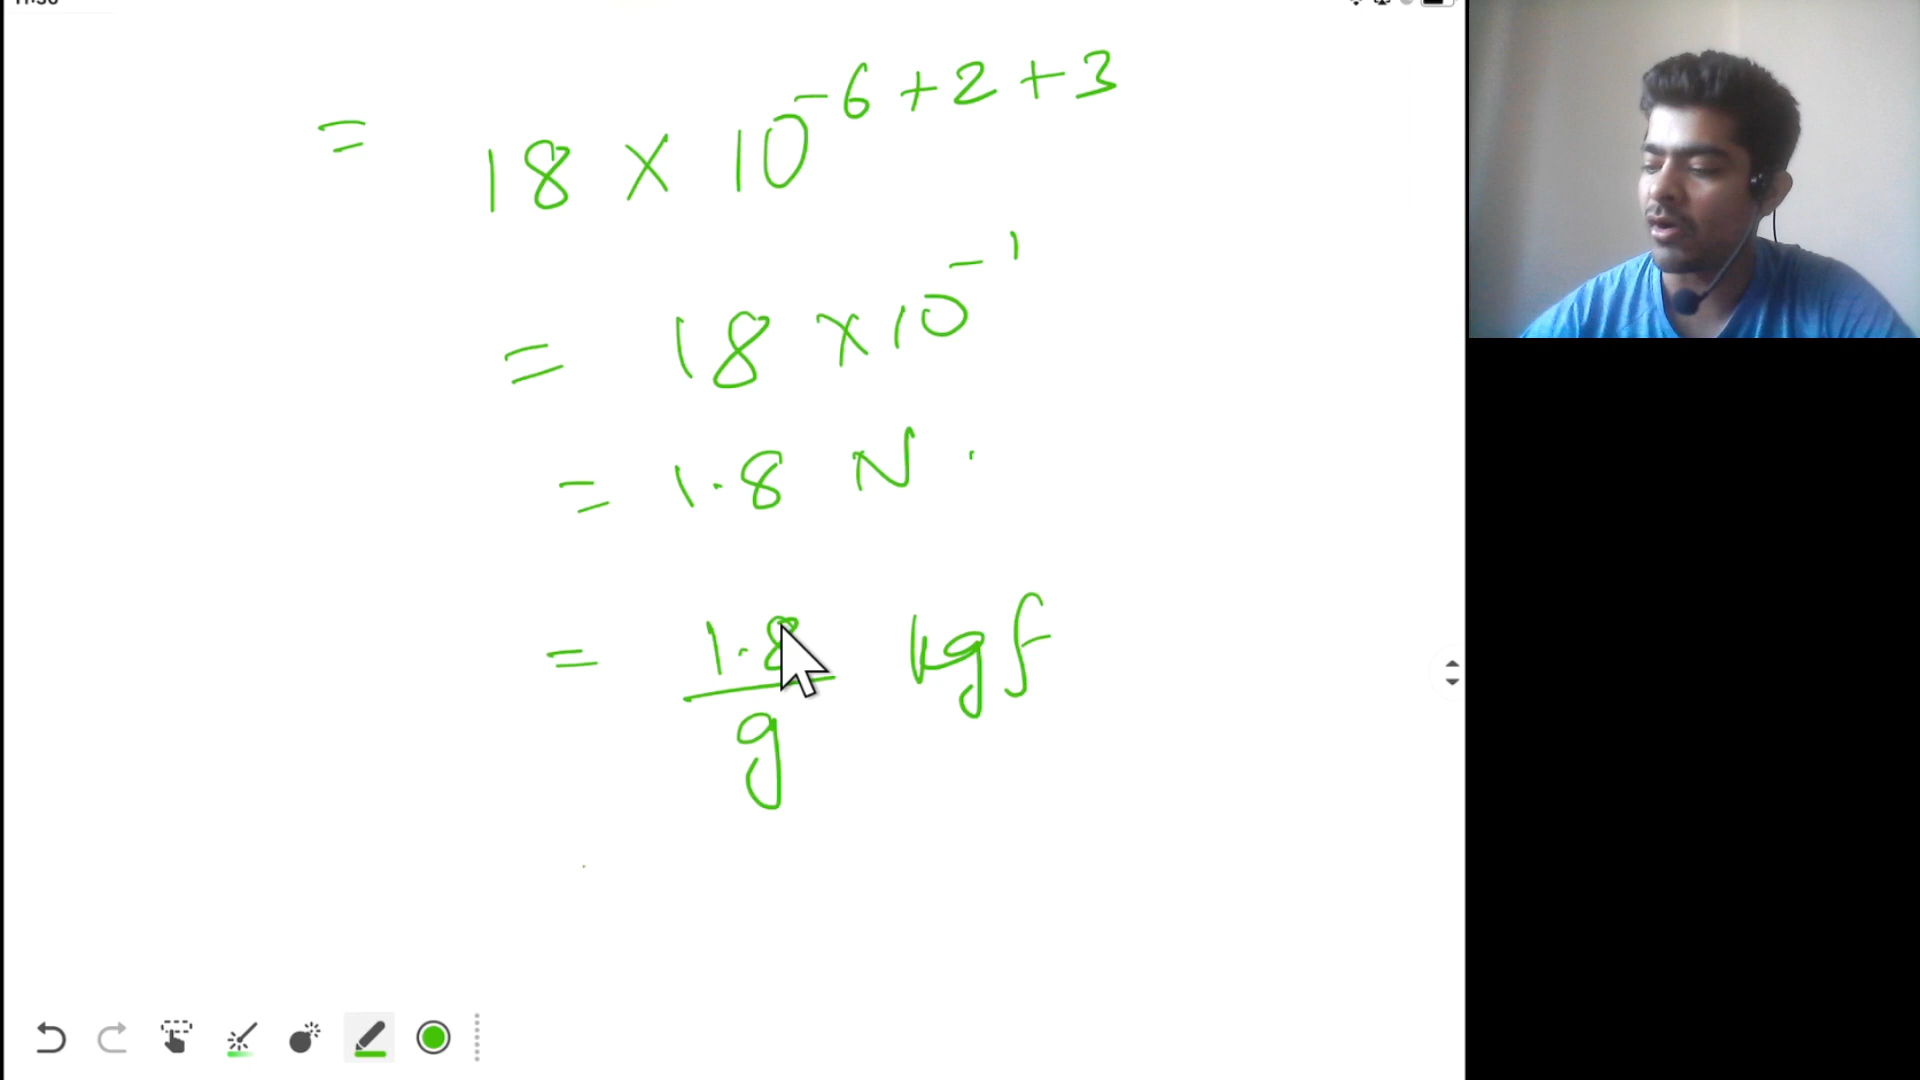 = 18 × 10^{-6+2+3}
= 18 × 10^{-1}
= 1.8 N.
= 1.8/g kgf